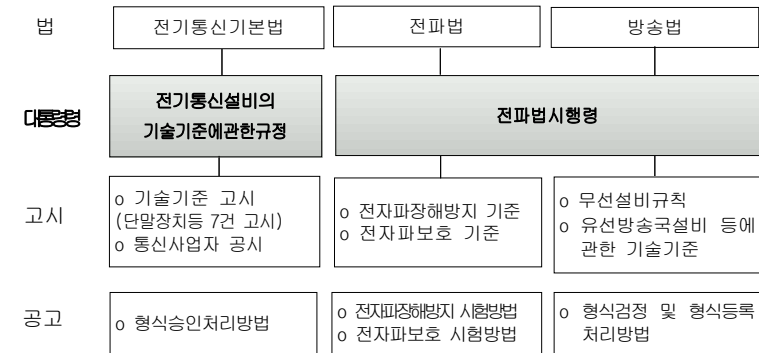 법 전기통신기본법 전파법 방송법
대통령령
전기통신설비의
기술기준에관한규정
전파법시행령
고시
o 기술기준 고시
(단말장치등 7건 고시)
o 통신사업자 공시
o 전자파장해방지 기준
o 전자파보호 기준
o 무선설비규칙
o 유선방송국설비 등에
관한 기술기준
공고
o 형식승인처리방법
o 전자파장해방지 시험방법
o 전자파보호 시험방법
o 형식검정 및 형식등록
처리방법